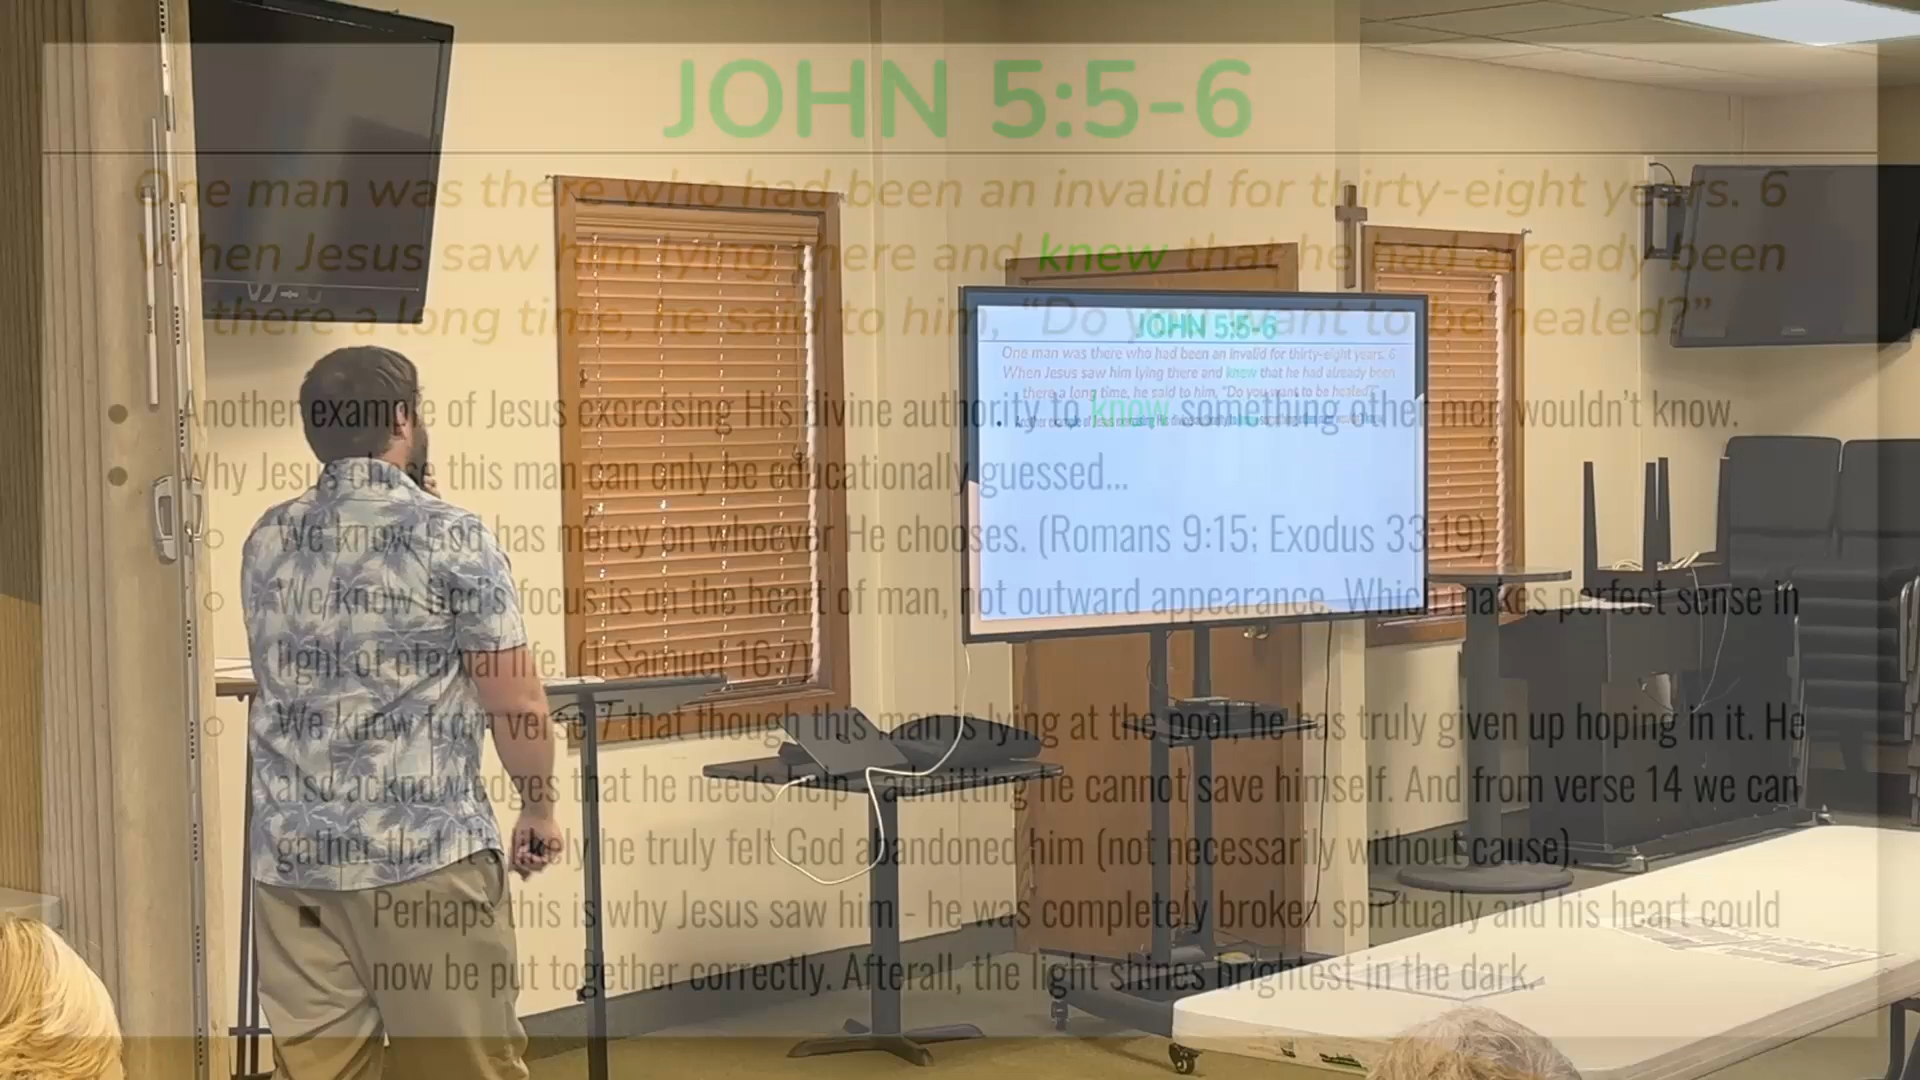 JOHN 5:5-6
One man was there who had been an invalid for thirty-eight years. 6
When Jesus saw him lying there and knew that he had already been
there a long time, he said to him, “Do you want to be healed?”
● Another example of Jesus exercising His divine authority to know something other men wouldn't know.
● Why Jesus chose this man can only be educationally guessed...
○ We know God has mercy on whoever He chooses. (Romans 9:15; Exodus 33:19)
○ We know God's focus is on the heart of man, not outward appearance. Which makes perfect sense in
light of eternal life. (1 Samuel 16:7)
○ We know from verse 7 that though this man is lying at the pool, he has truly given up hoping in it. He
also acknowledges that he needs help - admitting he cannot save himself. And from verse 14 we can
gather that it's likely he truly felt God abandoned him (not necessarily without cause).
■ Perhaps this is why Jesus saw him - he was completely broken spiritually and his heart could
now be put together correctly. Afterall, the light shines brightest in the dark.
JOHN 5:5-6
One man was there who had been an invalid for thirty-eight years. 6
When Jesus saw him lying there and knew that he had already been
there a long time, he said to him, “Do you want to be healed?”